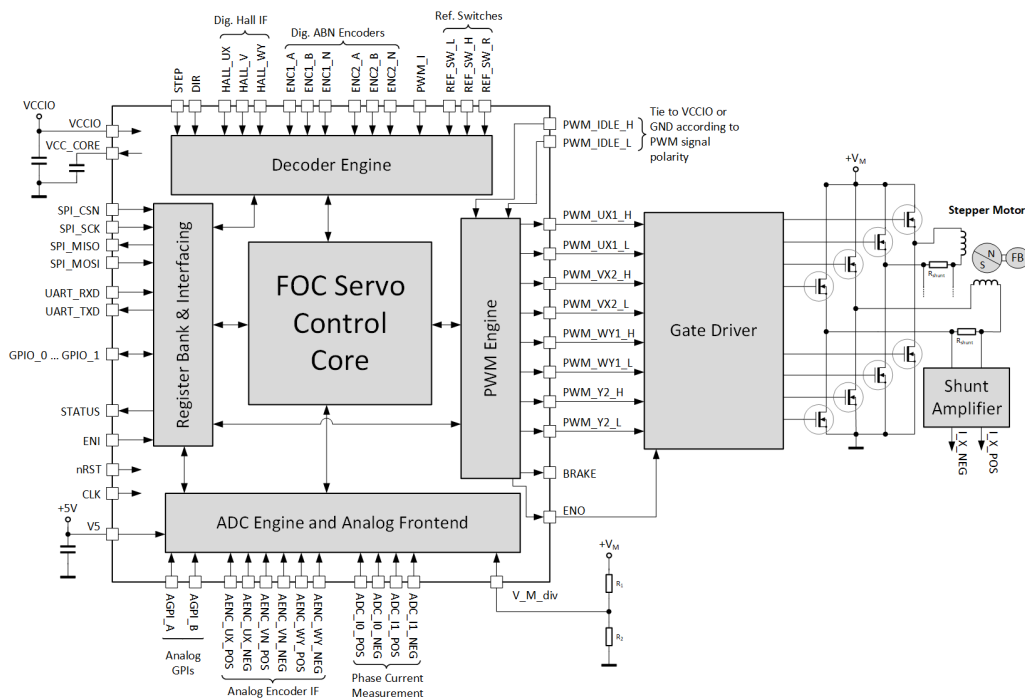 Dig. Hall IF
Dig. ABN Encoders
Ref. Switches
STEP
DIR
HALL_UX
HALL_V
HALL_WY
ENC1_A
ENC1_B
ENC1_N
ENC2_A
ENC2_B
ENC2_N
PWM_I
REF_SW_L
REF_SW_H
REF_SW_R
VCCIO
VCCIO
VCC_CORE
Decoder Engine
PWM_IDLE_H
PWM_IDLE_L
Tie to VCCIO or
GND according to
PWM signal
polarity
SPI_CSN
SPI_SCK
SPI_MISO
SPI_MOSI
UART_RXD
UART_TXD
GPIO_0 ... GPIO_1
STATUS
ENI
nRST
CLK
+5V
V5
Register Bank & Interfacing
FOC Servo
Control
Core
PWM Engine
PWM_UX1_H
PWM_UX1_L
PWM_VX2_H
PWM_VX2_L
PWM_WY1_H
PWM_WY1_L
PWM_Y2_H
PWM_Y2_L
BRAKE
ENO
Gate Driver
+VM
Stepper Motor
N
S
FB
Rshunt
Rshunt
Shunt
Amplifier
I_X_NEG
I_X_POS
ADC Engine and Analog Frontend
+VM
V_M_div
R1
R2
AGPI_A
AGPI_B
AENC_UX_POS
AENC_UX_NEG
AENC_VN_POS
AENC_VN_NEG
AENC_WY_POS
AENC_WY_NEG
ADC_I0_POS
ADC_I0_NEG
ADC_I1_POS
ADC_I1_NEG
Analog
GPIs
Analog Encoder IF
Phase Current
Measurement